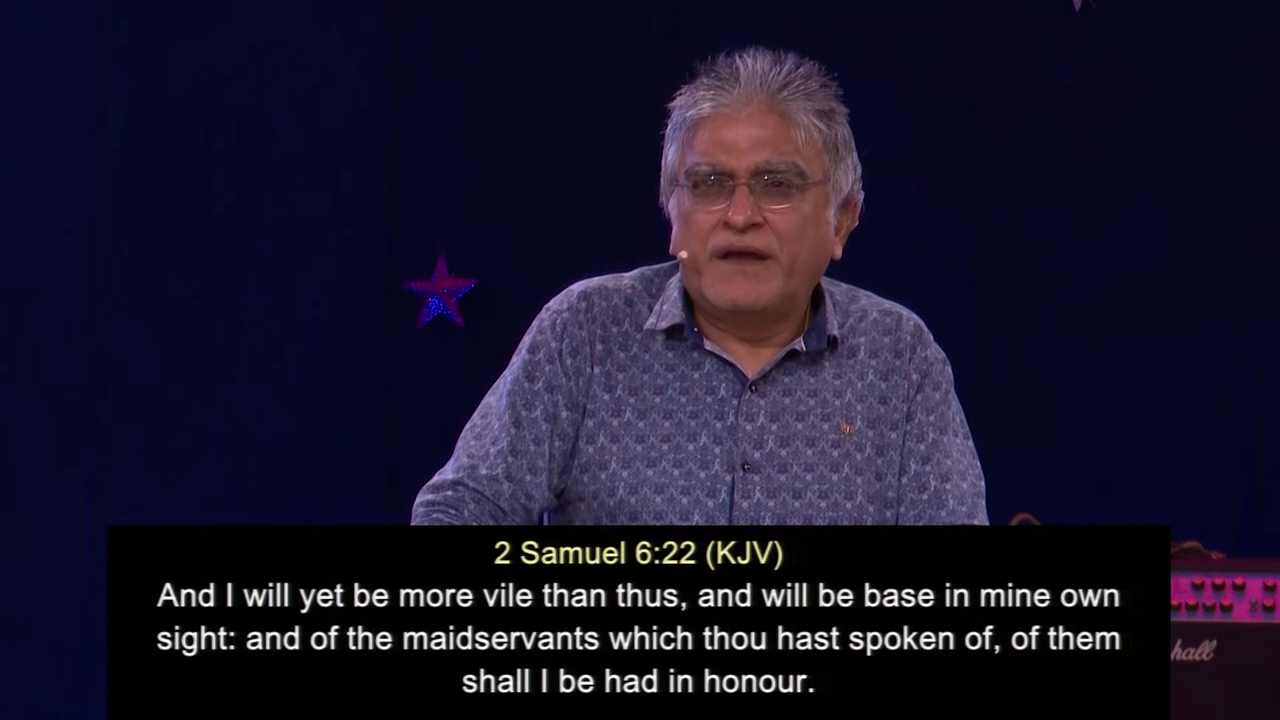 2 Samuel 6:22 (KJV)
And I will yet be more vile than thus, and will be base in mine own
sight: and of the maidservants which thou hast spoken of, of them
shall I be had in honour.
hall